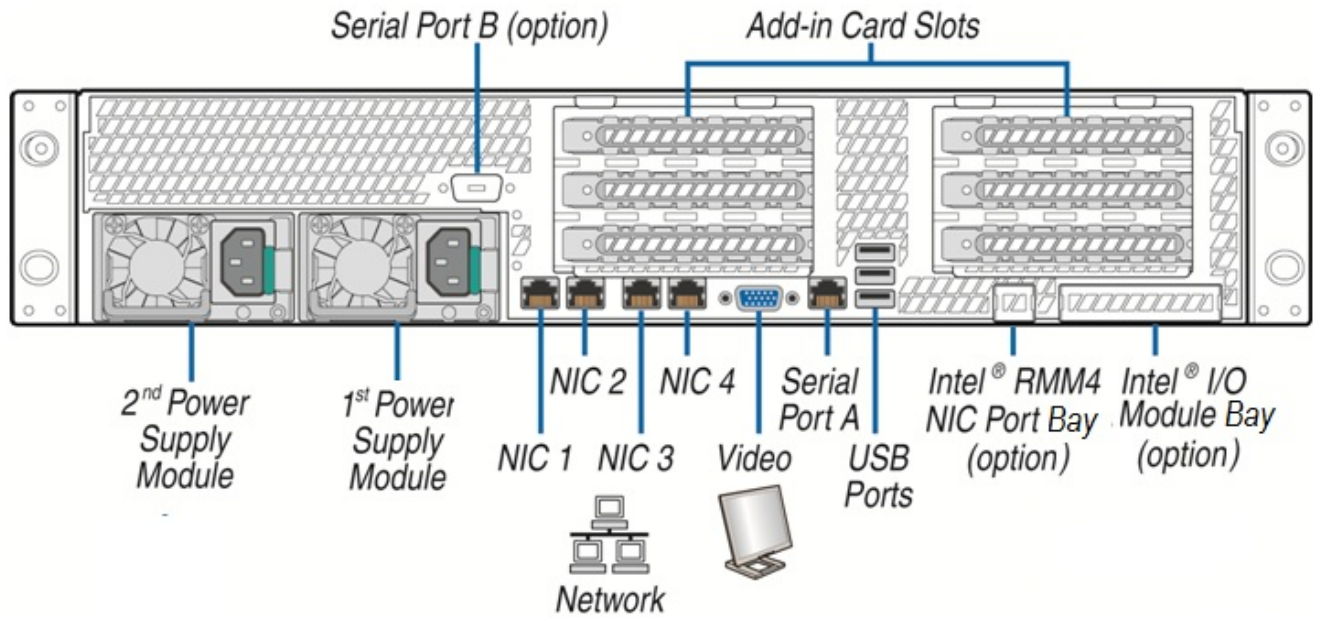 Serial Port B (option)
Add-in Card Slots
2nd Power
Supply
Module
1st Power
Supply
Module
NIC 1
NIC 2
NIC 3
NIC 4
Video
Serial
Port A
USB
Ports
Intel ® RMM4
NIC Port Bay
(option)
Intel ® I/O
Module Bay
(option)
Network